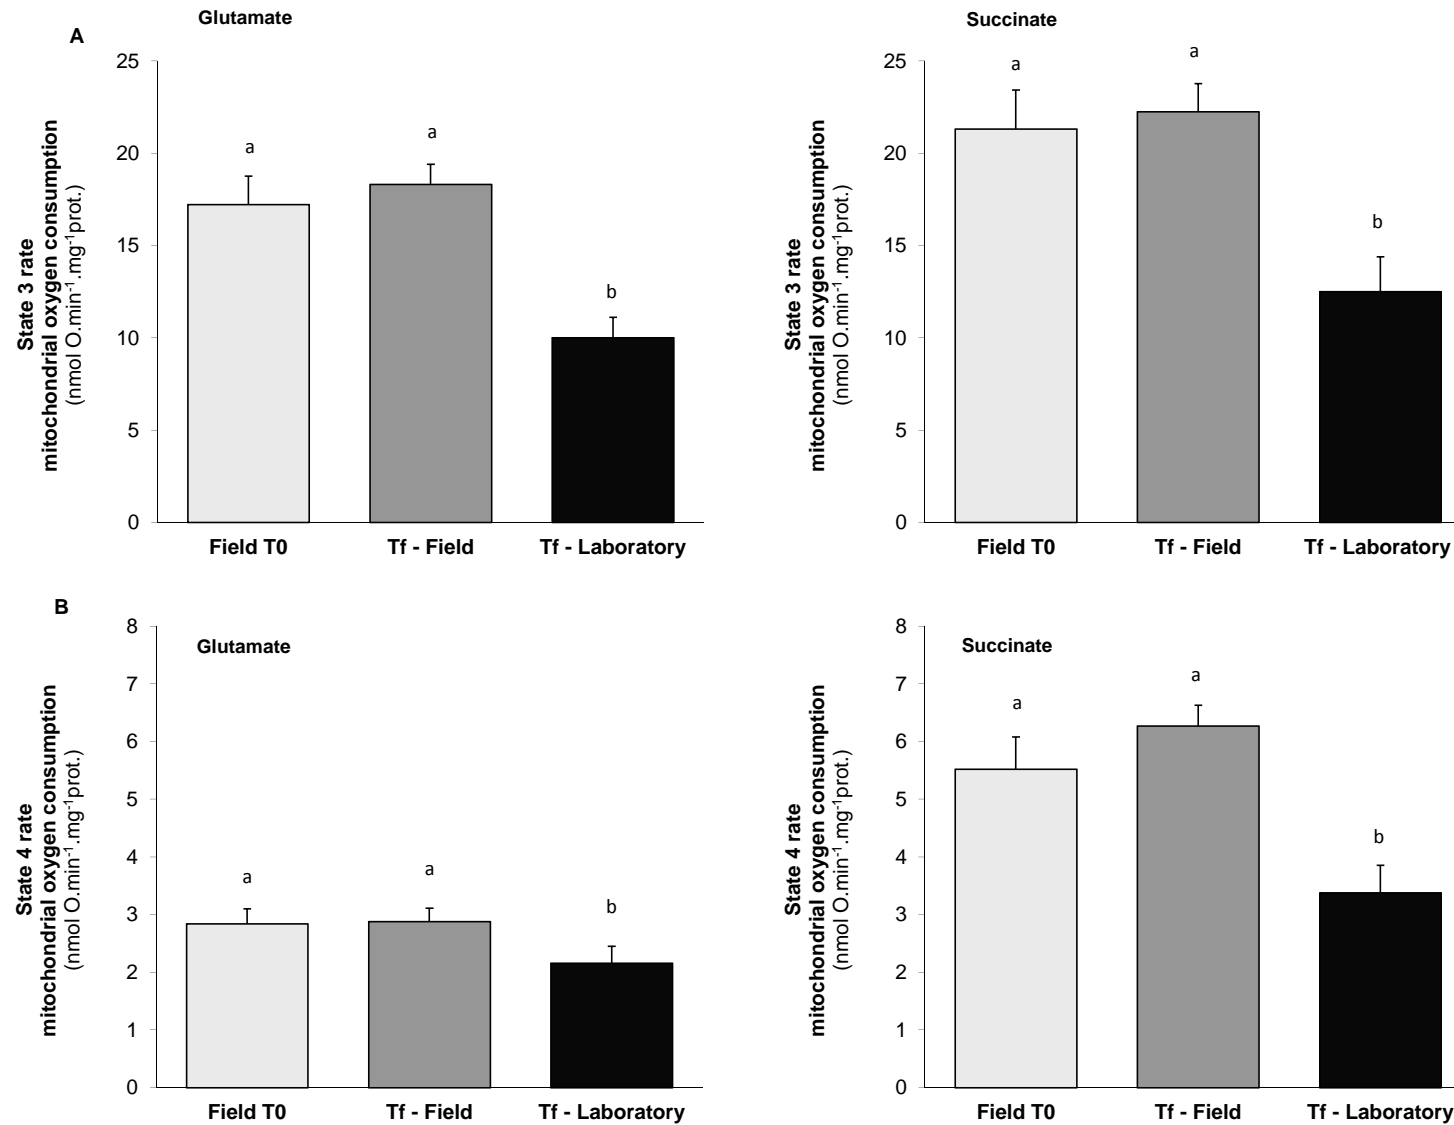 Glutamate
A
State 3 rate
mitochondrial oxygen consumption
(nmol O.min⁻¹.mg⁻¹prot.)
25
20
15
10
5
0
a
a
b
Field T0 Tf - Field Tf - Laboratory
Succinate
State 3 rate
mitochondrial oxygen consumption
(nmol O.min⁻¹.mg⁻¹prot.)
25
20
15
10
5
0
a
a
b
Field T0 Tf - Field Tf - Laboratory
B
Glutamate
State 4 rate
mitochondrial oxygen consumption
(nmol O.min⁻¹.mg⁻¹prot.)
8
7
6
5
4
3
2
1
0
a
a
b
Field T0 Tf - Field Tf - Laboratory
Succinate
State 4 rate
mitochondrial oxygen consumption
(nmol O.min⁻¹.mg⁻¹prot.)
8
7
6
5
4
3
2
1
0
a
a
b
Field T0 Tf - Field Tf - Laboratory